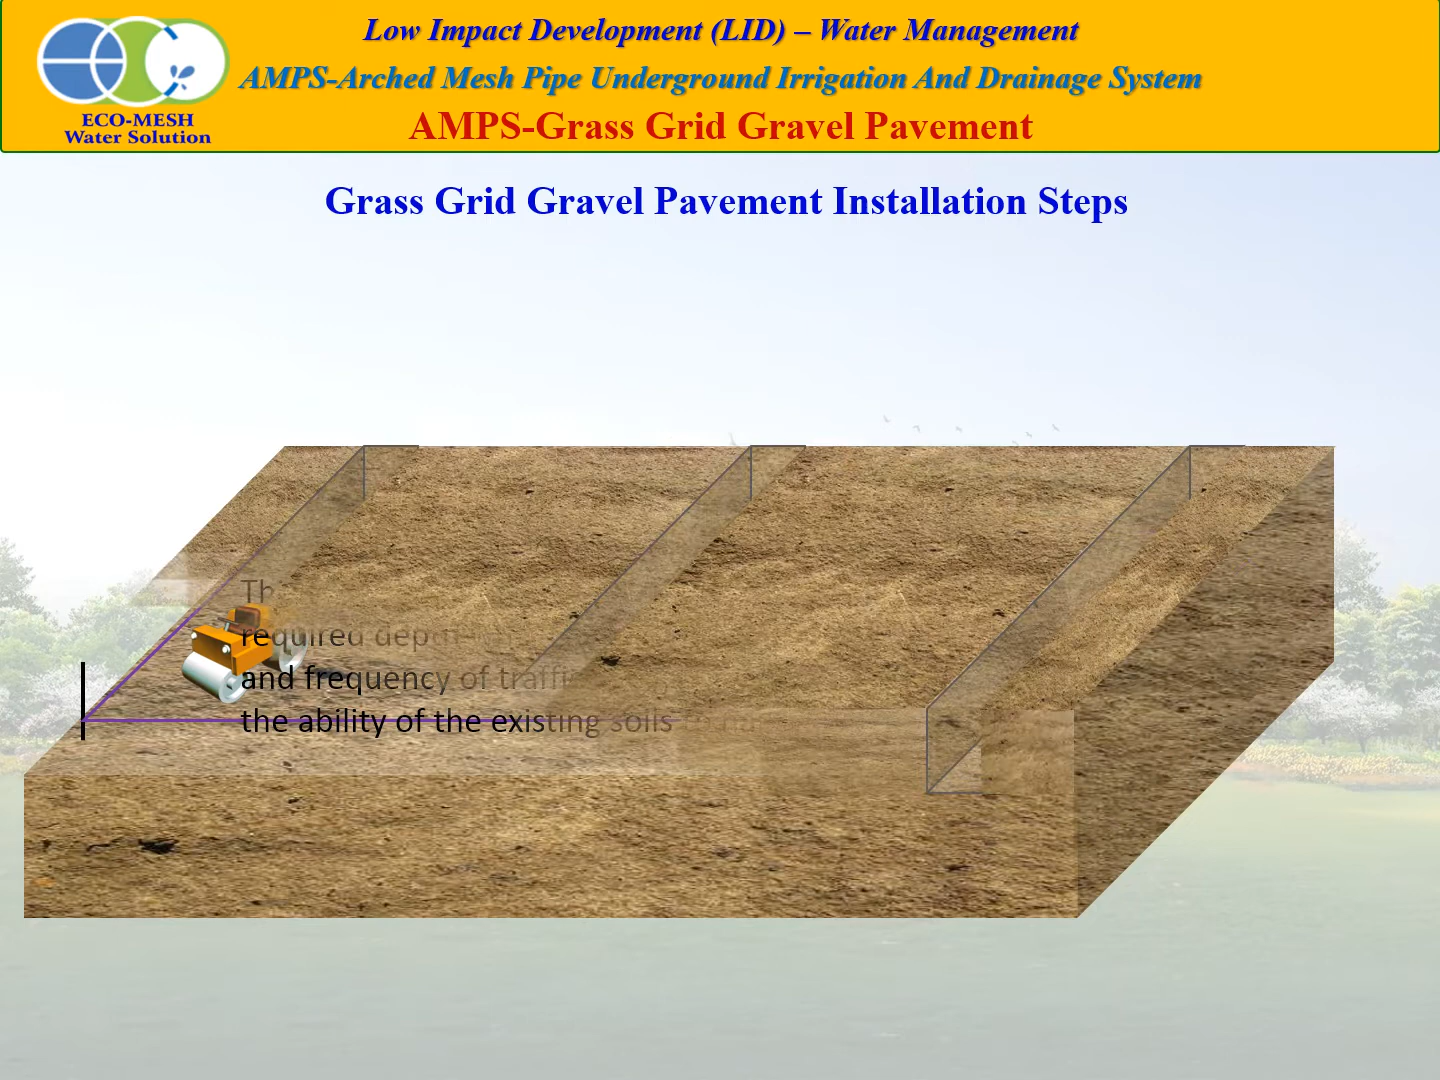 Low Impact Development (LID) – Water Management
AMPS-Arched Mesh Pipe Underground Irrigation And Drainage System
AMPS-Grass Grid Gravel Pavement
ECO-MESH
Water Solution
Grass Grid Gravel Pavement Installation Steps
required
and frequency of traffic
the ability of the existing soils